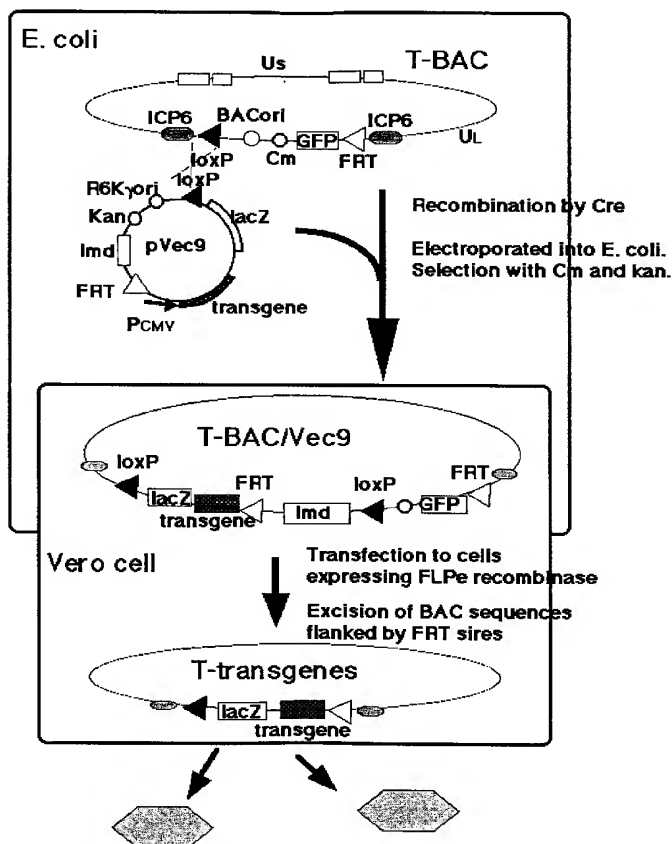 E. coli
T-BAC
Us
ICP6
BACori
ICP6
Cm
GFP
FRT
UL
loxP
loxP
R6Kγori
Kan
lacZ
lmd
pVec9
FRT
PCMV
transgene
Recombination by Cre
Electroporated into E. coli.
Selection with Cm and kan.
T-BAC/Vec9
loxP
FRT
loxP
FRT
lacZ
lmd
GFP
transgene
Vero cell
Transfection to cells
expressing FLPe recombinase
Excision of BAC sequences
flanked by FRT sires
T-transgenes
lacZ
transgene